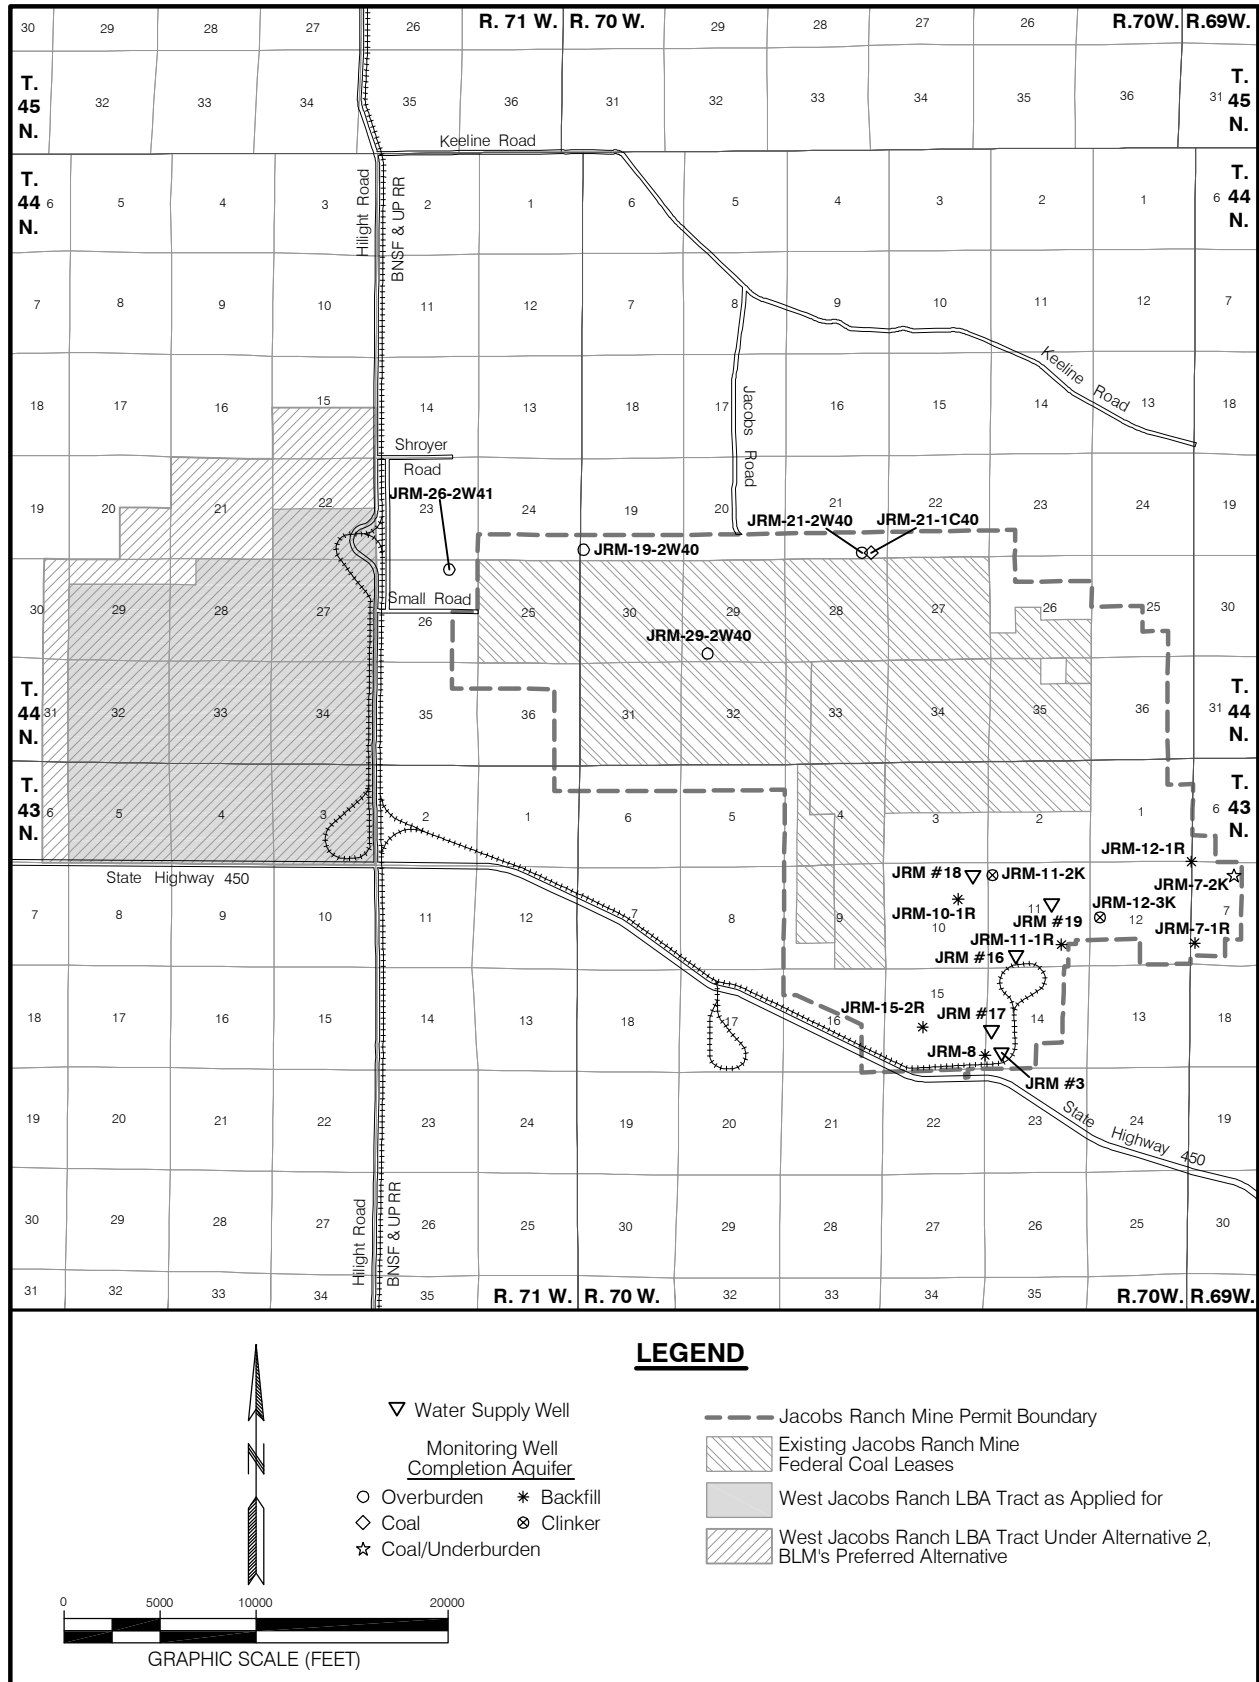 R. 71 W. R. 70 W. R.70W. R.69W.
30 29 28 27 26 29 28 27 26
T. 45 N. 32 33 34 35 36 31 32 33 34 35 36 31 T. 45 N.
Keeline Road
T. 44 N. 6 5 4 3 2 1 6 5 4 3 2 1 6 T. 44 N.
Hilight Road
BNSF & UP RR
7 8 9 10 11 12 7 8 9 10 11 12 7
Keeline Road
18 17 16 15 14 13 18 17 16 15 14 13 18
Jacobs Road
Shroyer
Road
19 20 21 22 23 24 19 20 21 22 23 24 19
JRM-26-2W41
JRM-21-2W40 JRM-21-1C40
JRM-19-2W40
Small Road
30 29 28 27 26 25 30 29 28 27 26 25 30
JRM-29-2W40
T. 44 N. 31 32 33 34 35 36 31 32 33 34 35 36 31 T. 44 N.
T. 43 N. 6 5 4 3 2 1 6 5 4 3 2 1 6 T. 43 N.
JRM-12-1R
State Highway 450
JRM #18 JRM-11-2K JRM-7-2K
JRM-10-1R JRM #19 JRM-12-3K
7 8 9 10 11 12 7 8 9 10 11 12 7
JRM-11-1R JRM-7-1R
JRM #16
JRM-15-2R JRM #17
18 17 16 15 14 13 18 17 16 15 14 13 18
JRM-8
JRM #3
19 20 21 22 23 24 19 20 21 22 23 24 19
State Highway 450
30 29 28 27 26 25 30 29 28 27 26 25 30
Hilight Road
BNSF & UP RR
31 32 33 34 35 R. 71 W. R. 70 W. 32 33 34 35 R.70W. R.69W.
LEGEND
N
Water Supply Well
Monitoring Well
Completion Aquifer
Overburden
Backfill
Coal
Clinker
Coal/Underburden
Jacobs Ranch Mine Permit Boundary
Existing Jacobs Ranch Mine
Federal Coal Leases
West Jacobs Ranch LBA Tract as Applied for
West Jacobs Ranch LBA Tract Under Alternative 2,
BLM's Preferred Alternative
0 5000 10000 20000
GRAPHIC SCALE (FEET)